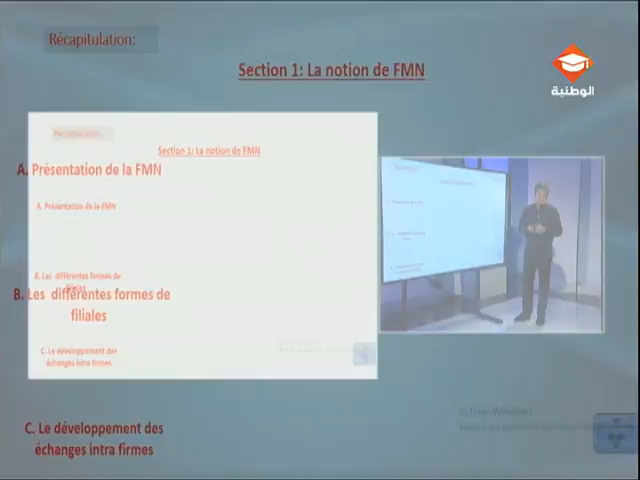 Récapitulation:
Section 1: La notion de FMN
الوطنية
Récapitulation:
Section 1: La notion de FMN
A. Présentation de la FMN
A. Présentation de la FMN
B. Les différentes formes de
filiales
B. Les différentes formes de
filiales
C. Le développement des
échanges intra firmes
C. Le développement des
échanges intra firmes